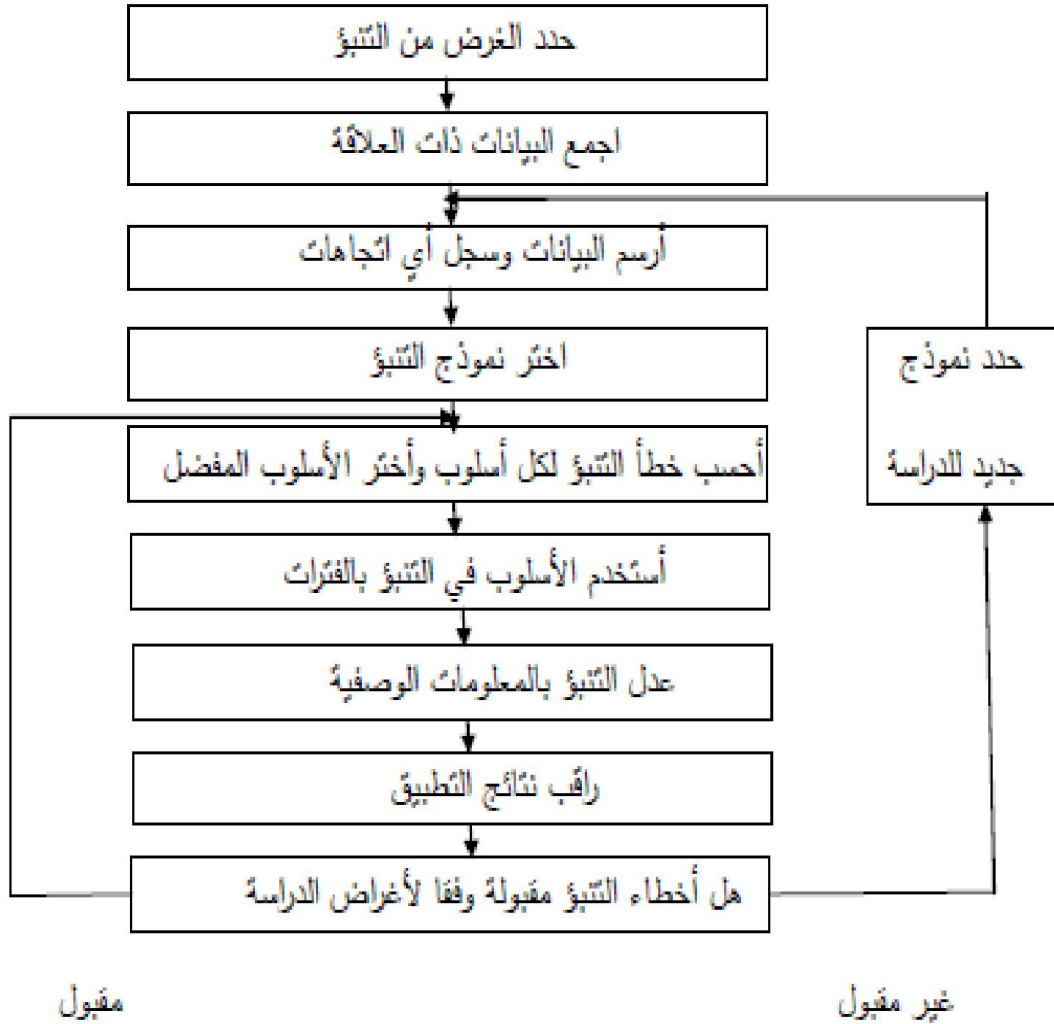 حدد الغرض من التنبؤ
اجمع البيانات ذات العلاقة
أرسم البيانات وسجل أي اتجاهات
اختر نموذج التنبؤ
حدد نموذج
جديد للدراسة
أحسب خطأ التنبؤ لكل أسلوب وأختر الأسلوب المفضل
أستخدم الأسلوب في التنبؤ بالفترات
عدل التنبؤ بالمعلومات الوصفية
راقب نتائج التطبيق
هل أخطاء التنبؤ مقبولة وفقا لأغراض الدراسة
غير مقبول
مقبول